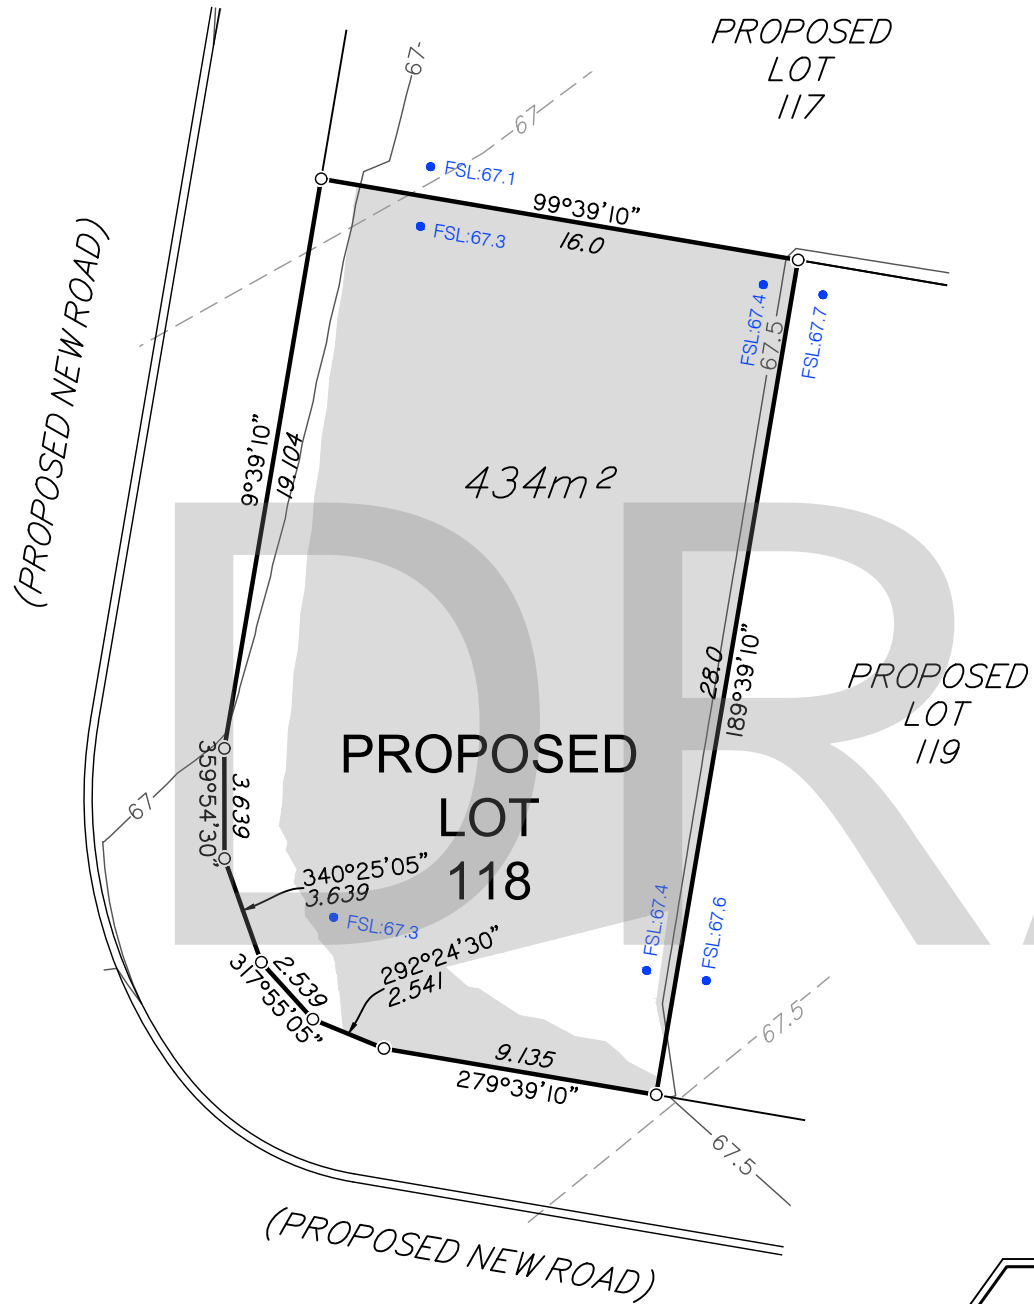 PROPOSED
LOT
117
67
67
FSL:67.1
99°39'10"
16.0
FSL:67.3
FSL:67.4
67.5
FSL:67.7
(PROPOSED NEW ROAD)
9°39'10"
19.104
434m²
28.0
189°39'10"
PROPOSED
LOT
119
PROPOSED
LOT
118
359°54'30"
3.639
67
340°25'05"
3.639
FSL:67.3
FSL:67.4
FSL:67.6
292°24'30"
2.541
2.539
317°55'05"
9.135
279°39'10"
67.5
67.5
(PROPOSED NEW ROAD)